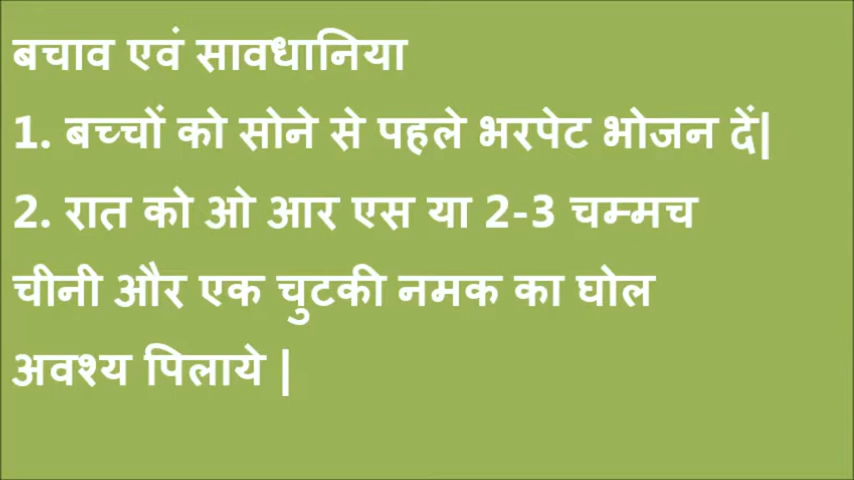 बचाव एवं सावधानिया
1. बच्चों को सोने से पहले भरपेट भोजन दें|
2. रात को ओ आर एस या 2-3 चम्मच
चीनी और एक चुटकी नमक का घोल
अवश्य पिलाये |